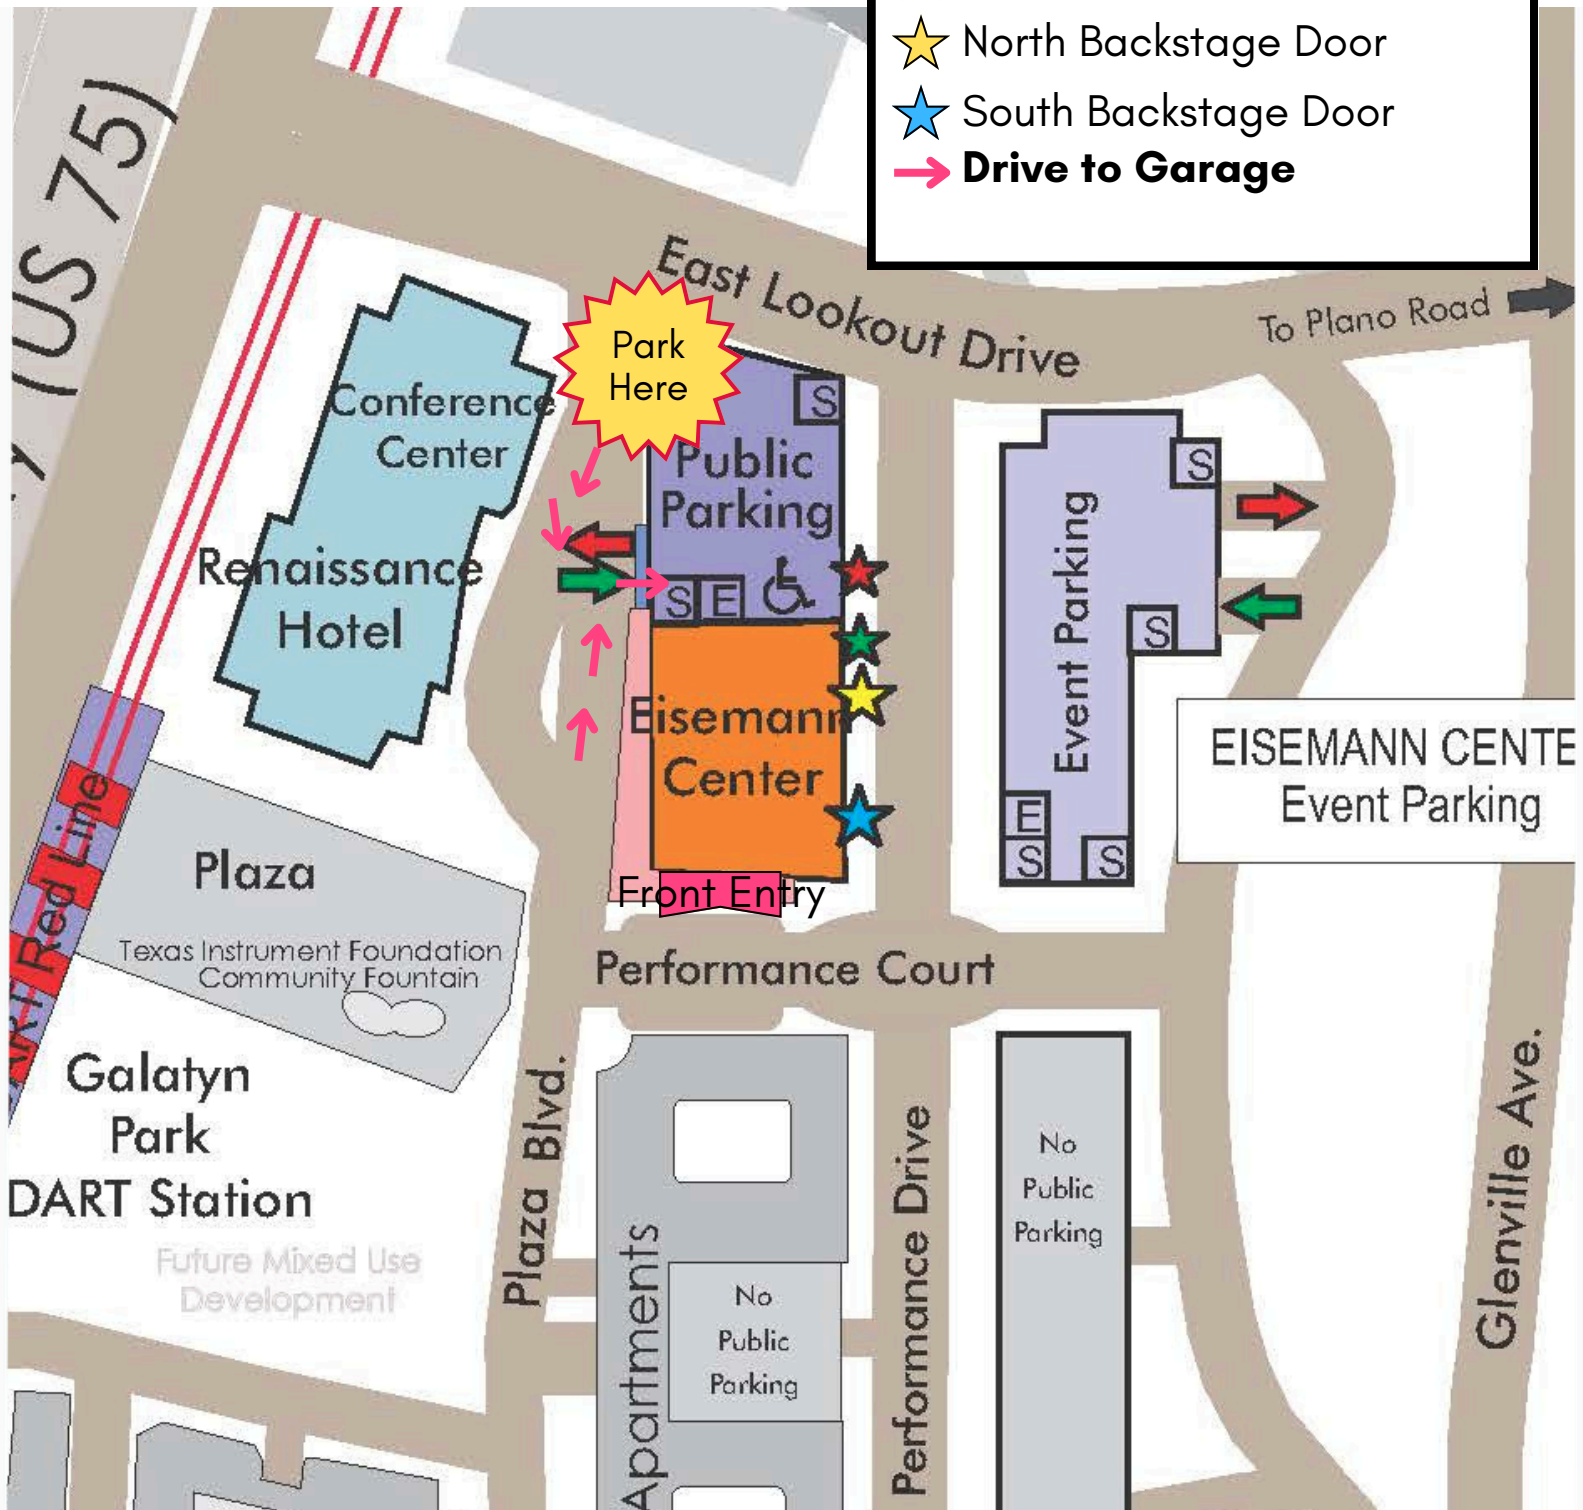 North Backstage Door
South Backstage Door
Drive to Garage
(US 75)
East Lookout Drive
To Plano Road
Park
Here
Conference
Center
Renaissance
Hotel
S
Public
Parking
S E
Eisemann
Center
Front Entry
Event Parking
S
S
E
S
S
EISEMANN CENTE
Event Parking
Red Line
Plaza
Texas Instrument Foundation
Community Fountain
Performance Court
Galatyn
Park
DART Station
Future Mixed Use
Development
Plaza Blvd.
Apartments
No
Public
Parking
Performance Drive
No
Public
Parking
Glenville Ave.